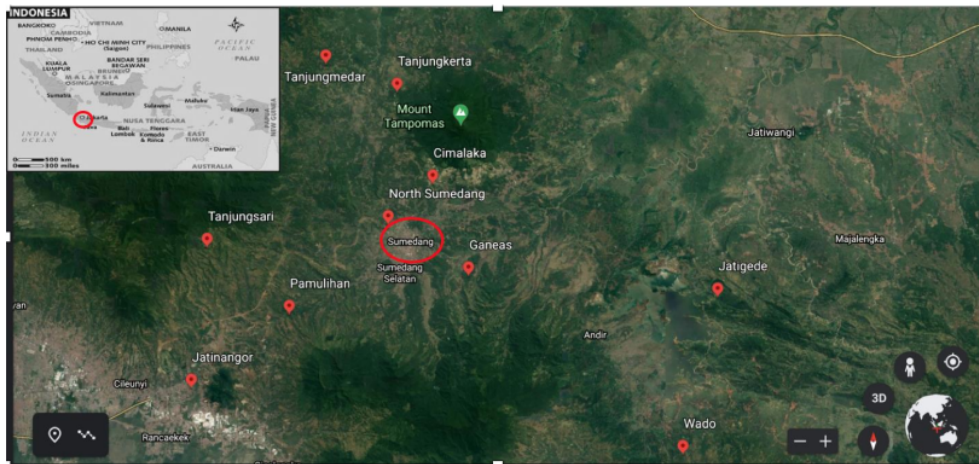 INDONESIA
BANGKOK
VIETNAM
CAMBODIA
PHNOM PENH
MANILA
THAILAND
HO CHI MINH CITY
(Saigon)
PHILIPPINES
PACIFIC
OCEAN
PALAU
KUALA
LUMPUR
BANDAR SERI
BEGAWAN
BRUNEI
MALAYSIA
SINGAPORE
Sumatra
Kalimantan
Sulawesi
Maluku
Irian Jaya
PAPUA
NEW GUINEA
Jakarta
Java
NUSA TENGGARA
Bali
Lombok
Flores
Komodo
& Rinca
EAST
TIMOR
INDIAN
OCEAN
Darwin
AUSTRALIA
500 km
300 miles
Tanjungmedar
Tanjungkerta
Mount
Tampomas
Cimalaka
North Sumedang
Tanjungsari
Sumedang
Ganeas
Sumedang
Selatan
Pamulihan
Jatiwangi
Majalengka
Jatigede
Andir
Jatinangor
Cileunyi
Rancaekek
Wado
3D